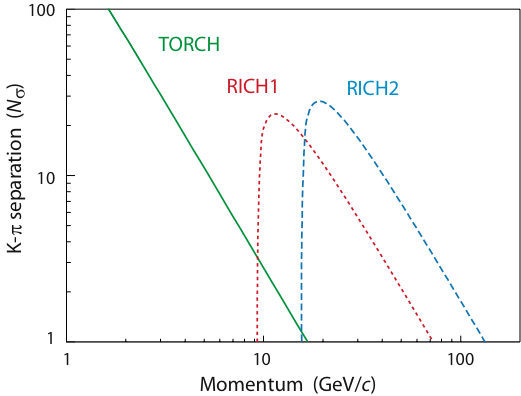 100
TORCH
RICH1
RICH2
K-π separation (Nσ)
10
1
1
10
100
Momentum (GeV/c)